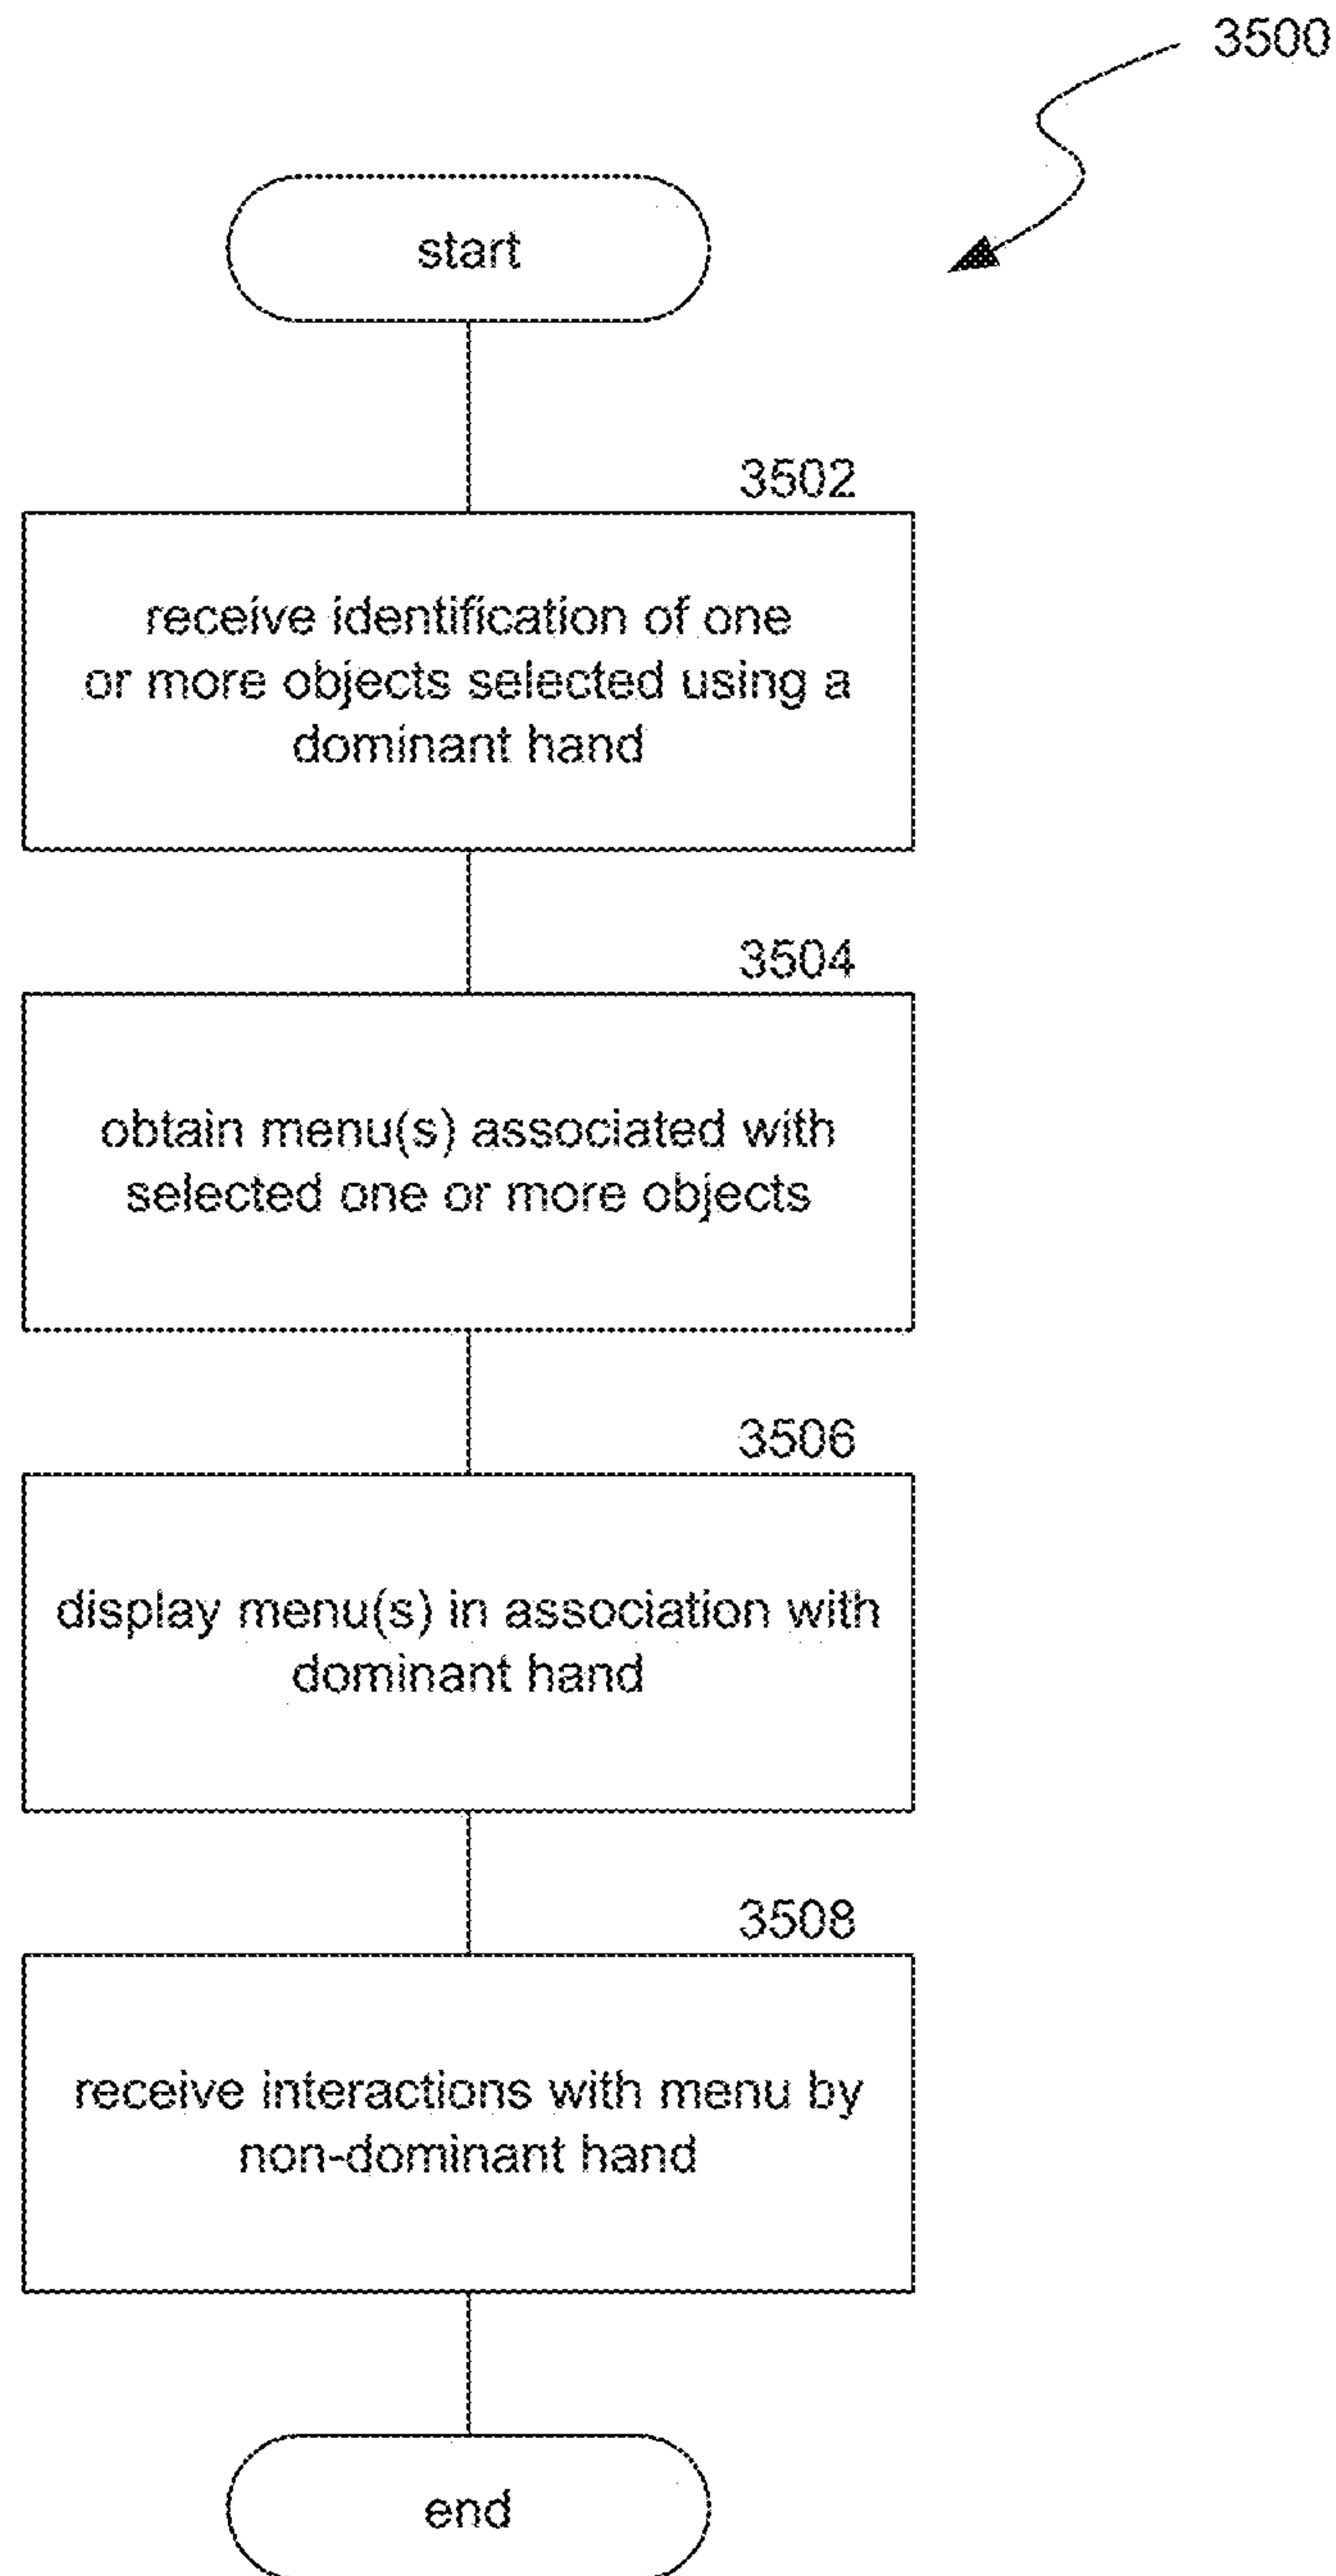 3500
start
3502
receive identification of one
or more objects selected using a
dominant hand
3504
obtain menu(s) associated with
selected one or more objects
3506
display menu(s) in association with
dominant hand
3508
receive interactions with menu by
non-dominant hand
end